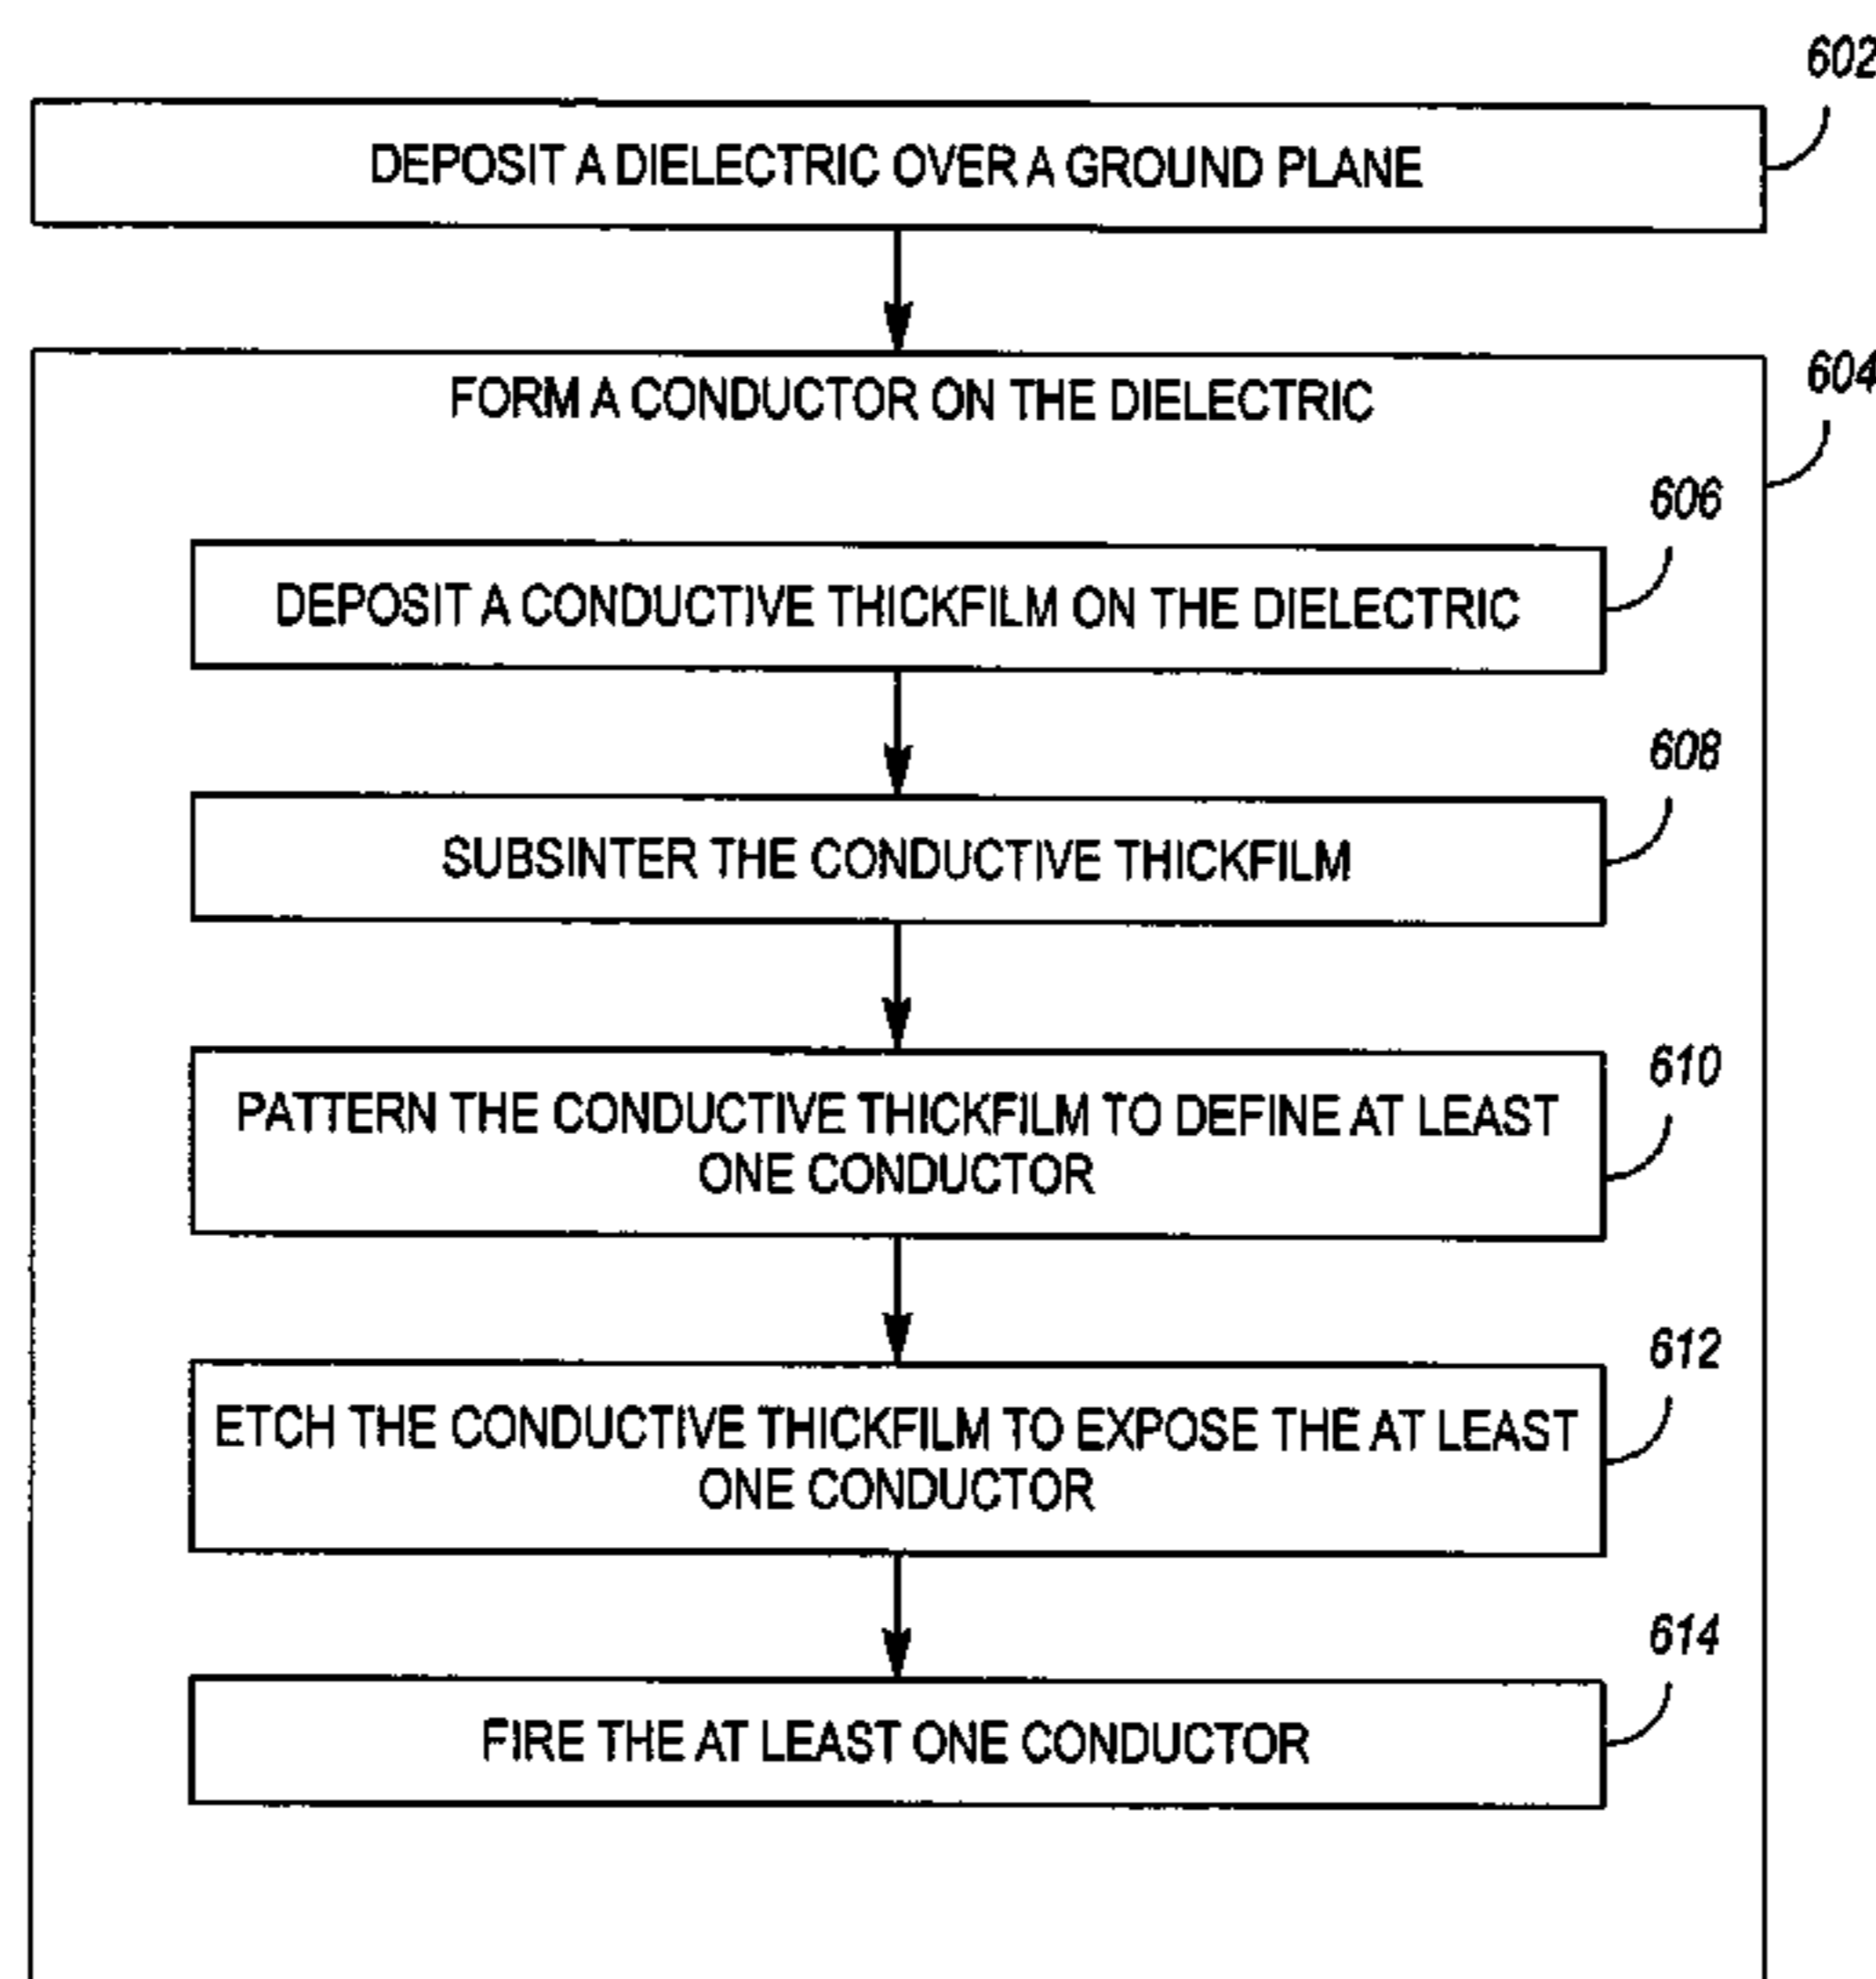 602
DEPOSIT A DIELECTRIC OVER A GROUND PLANE
604
FORM A CONDUCTOR ON THE DIELECTRIC
606
DEPOSIT A CONDUCTIVE THICKFILM ON THE DIELECTRIC
608
SUBSINTER THE CONDUCTIVE THICKFILM
610
PATTERN THE CONDUCTIVE THICKFILM TO DEFINE AT LEAST
ONE CONDUCTOR
612
ETCH THE CONDUCTIVE THICKFILM TO EXPOSE THE AT LEAST
ONE CONDUCTOR
614
FIRE THE AT LEAST ONE CONDUCTOR